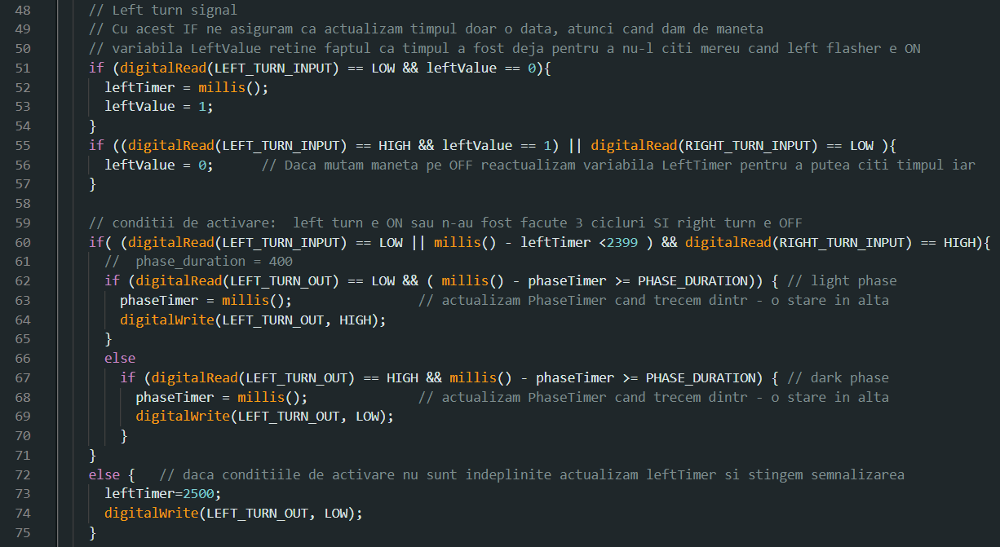 48 // Left turn signal
49 // Cu acest IF ne asiguram ca actualizam timpul doar o data, atunci cand dam de maneta
50 // variabila LeftValue retine faptul ca timpul a fost deja pentru a nu-l citi mereu cand left flasher e ON
51 if (digitalRead(LEFT_TURN_INPUT) == LOW && leftValue == 0){
52 leftTimer = millis();
53 leftValue = 1;
54 }
55 if ((digitalRead(LEFT_TURN_INPUT) == HIGH && leftValue == 1) || digitalRead(RIGHT_TURN_INPUT) == LOW ){
56 leftValue = 0; // Daca mutam maneta pe OFF reactualizam variabila LeftTimer pentru a putea citi timpul iar
57 }
58
59 // conditii de activare: left turn e ON sau n-au fost facute 3 cicluri SI right turn e OFF
60 if( (digitalRead(LEFT_TURN_INPUT) == LOW || millis() - leftTimer <2399 ) && digitalRead(RIGHT_TURN_INPUT) == HIGH){
61 // phase_duration = 400
62 if (digitalRead(LEFT_TURN_OUT) == LOW && ( millis() - phaseTimer >= PHASE_DURATION)) { // light phase
63 phaseTimer = millis(); // actualizam PhaseTimer cand trecem dintr - o stare in alta
64 digitalWrite(LEFT_TURN_OUT, HIGH);
65 }
66 else
67 if (digitalRead(LEFT_TURN_OUT) == HIGH && millis() - phaseTimer >= PHASE_DURATION) { // dark phase
68 phaseTimer = millis(); // actualizam PhaseTimer cand trecem dintr - o stare in alta
69 digitalWrite(LEFT_TURN_OUT, LOW);
70 }
71 }
72 else { // daca conditiile de activare nu sunt indeplinite actualizam leftTimer si stingem semnalizarea
73 leftTimer=2500;
74 digitalWrite(LEFT_TURN_OUT, LOW);
75 }